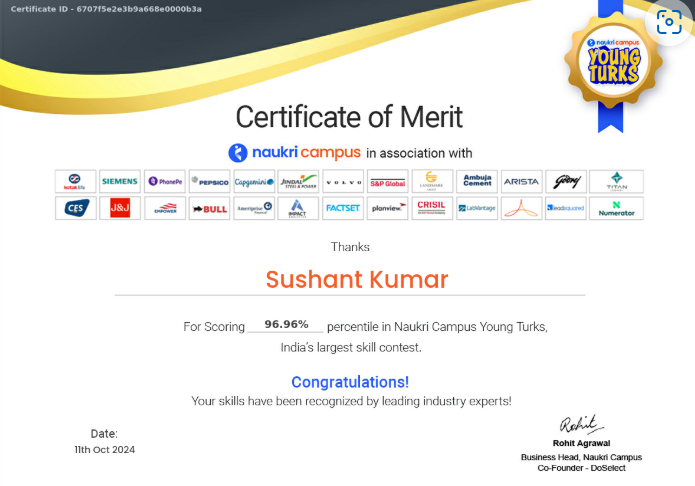 Certificate ID - 6707f5e2e3b9a668e0000b3a
naukri campus
YOUNG
TURKS
Certificate of Merit
naukri campus in association with
kotak life SIEMENS PhonePe PEPSICO Capgemini JINDAL STEEL & POWER VOLVO S&P Global LANDMARK GROUP Ambuja Cement ARISTA Godrej TITAN
CES J&J EMPOWER BULL Ameriprise Financial IMPACT ANALYTICS FACTSET planview CRISIL LatentView leadsquared Numerator
Thanks
Sushant Kumar
For Scoring 96.96% percentile in Naukri Campus Young Turks,
India's largest skill contest.
Congratulations!
Your skills have been recognized by leading industry experts!
Date:
11th Oct 2024
Rohit
Rohit Agrawal
Business Head, Naukri Campus
Co-Founder - DoSelect